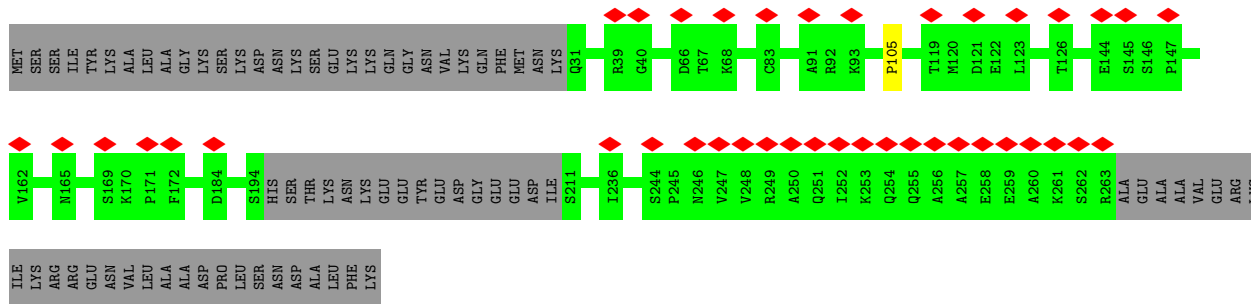 MET SER SER ILE TYR LYS ALA LEU ALA GLY LYS SER LYS ASP ASN LYS SER GLU LYS LYS GLN GLY ASN VAL LYS GLN PHE MET ASN LYS Q31 R39 G40 D66 T67 K68 C83 A91 R92 K93 P105 T119 M120 D121 E122 L123 T126 E144 S145 S146 P147
V162 N165 S169 K170 P171 F172 D184 S194 HIS SER THR LYS ASN LYS GLU GLU TYR GLU ASP GLY GLU GLU ASP ILE S211 I236 S244 P245 N246 V247 V248 R249 A250 Q251 I252 K253 Q254 Q255 A256 A257 E258 E259 A260 K261 S262 R263 ALA GLU ALA ALA VAL GLU ARG
ILE LYS ARG ARG GLU ASN VAL LEU ALA ALA ASP PRO LEU SER ASN ASP ALA LEU PHE LYS